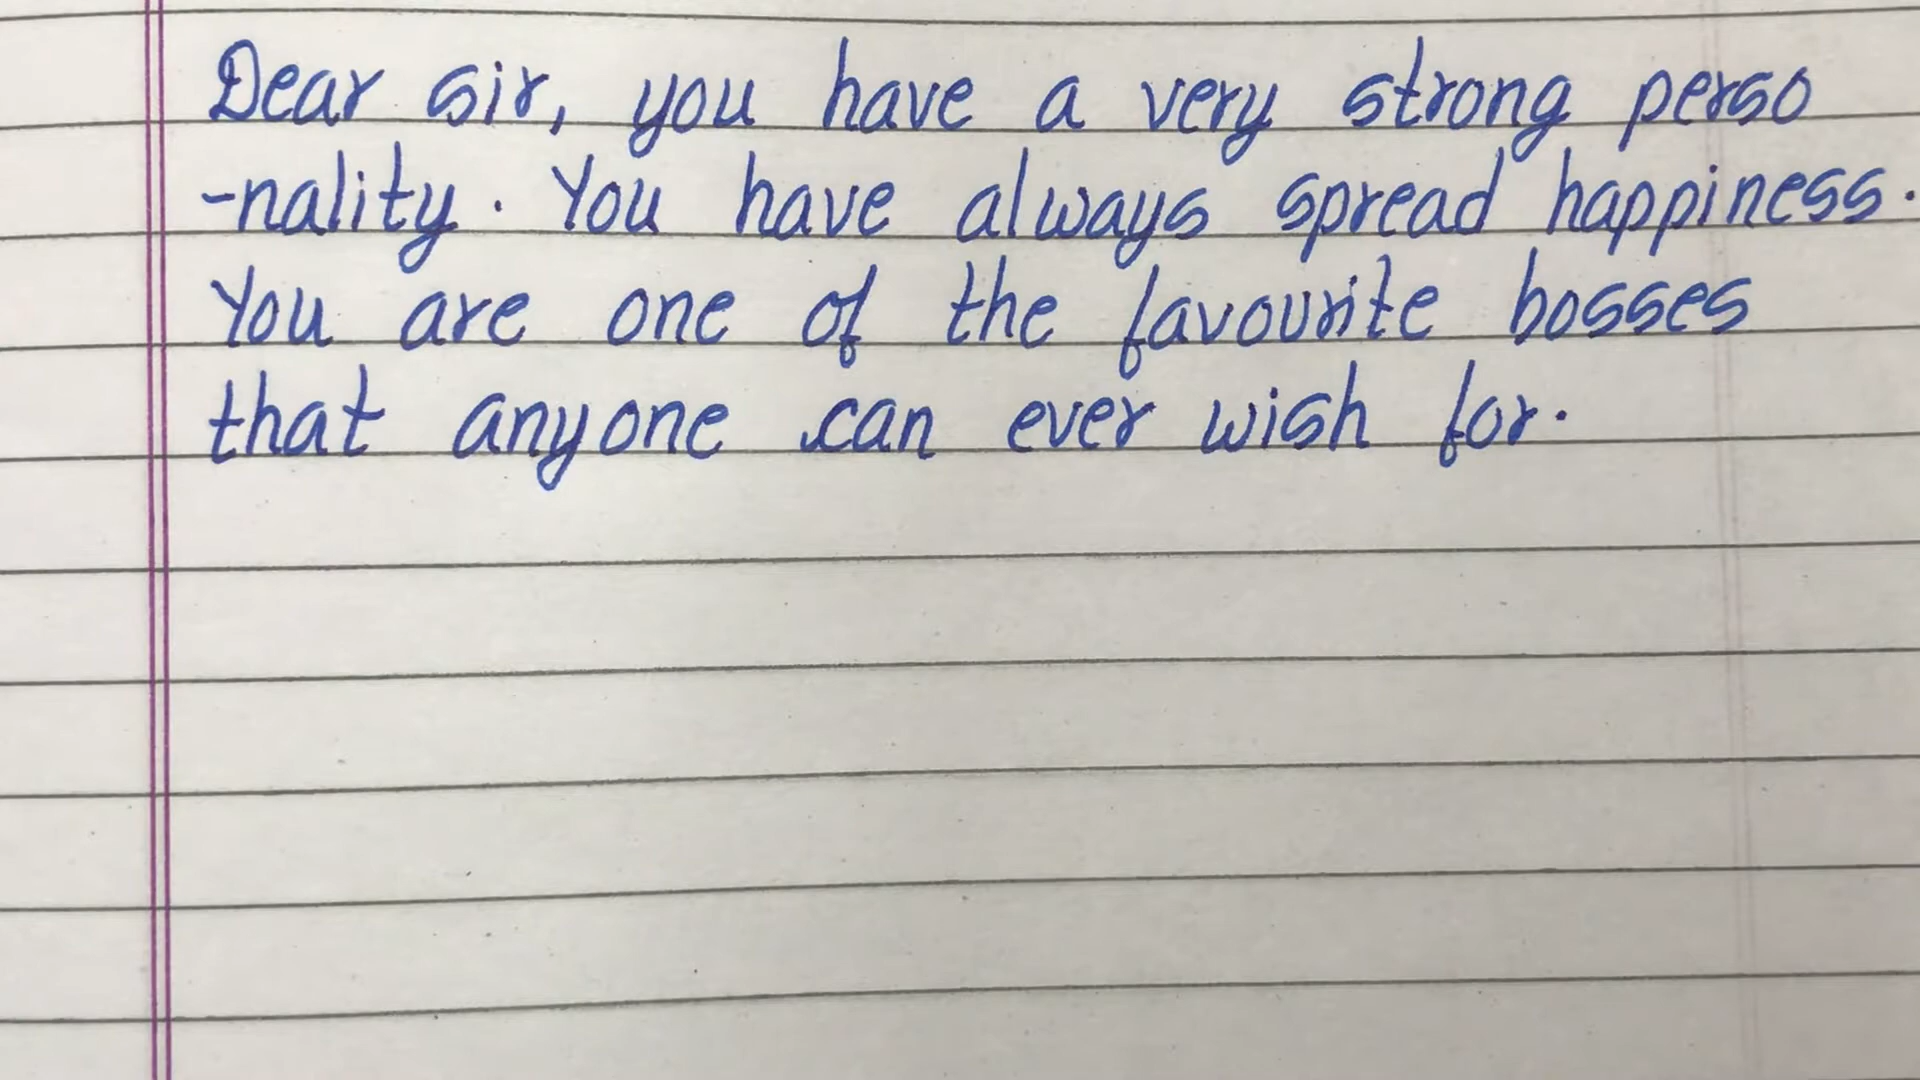 Dear sir, you have a very strong perso
-nality. You have always spread happiness.
You are one of the favourite bosses
that anyone can ever wish for.